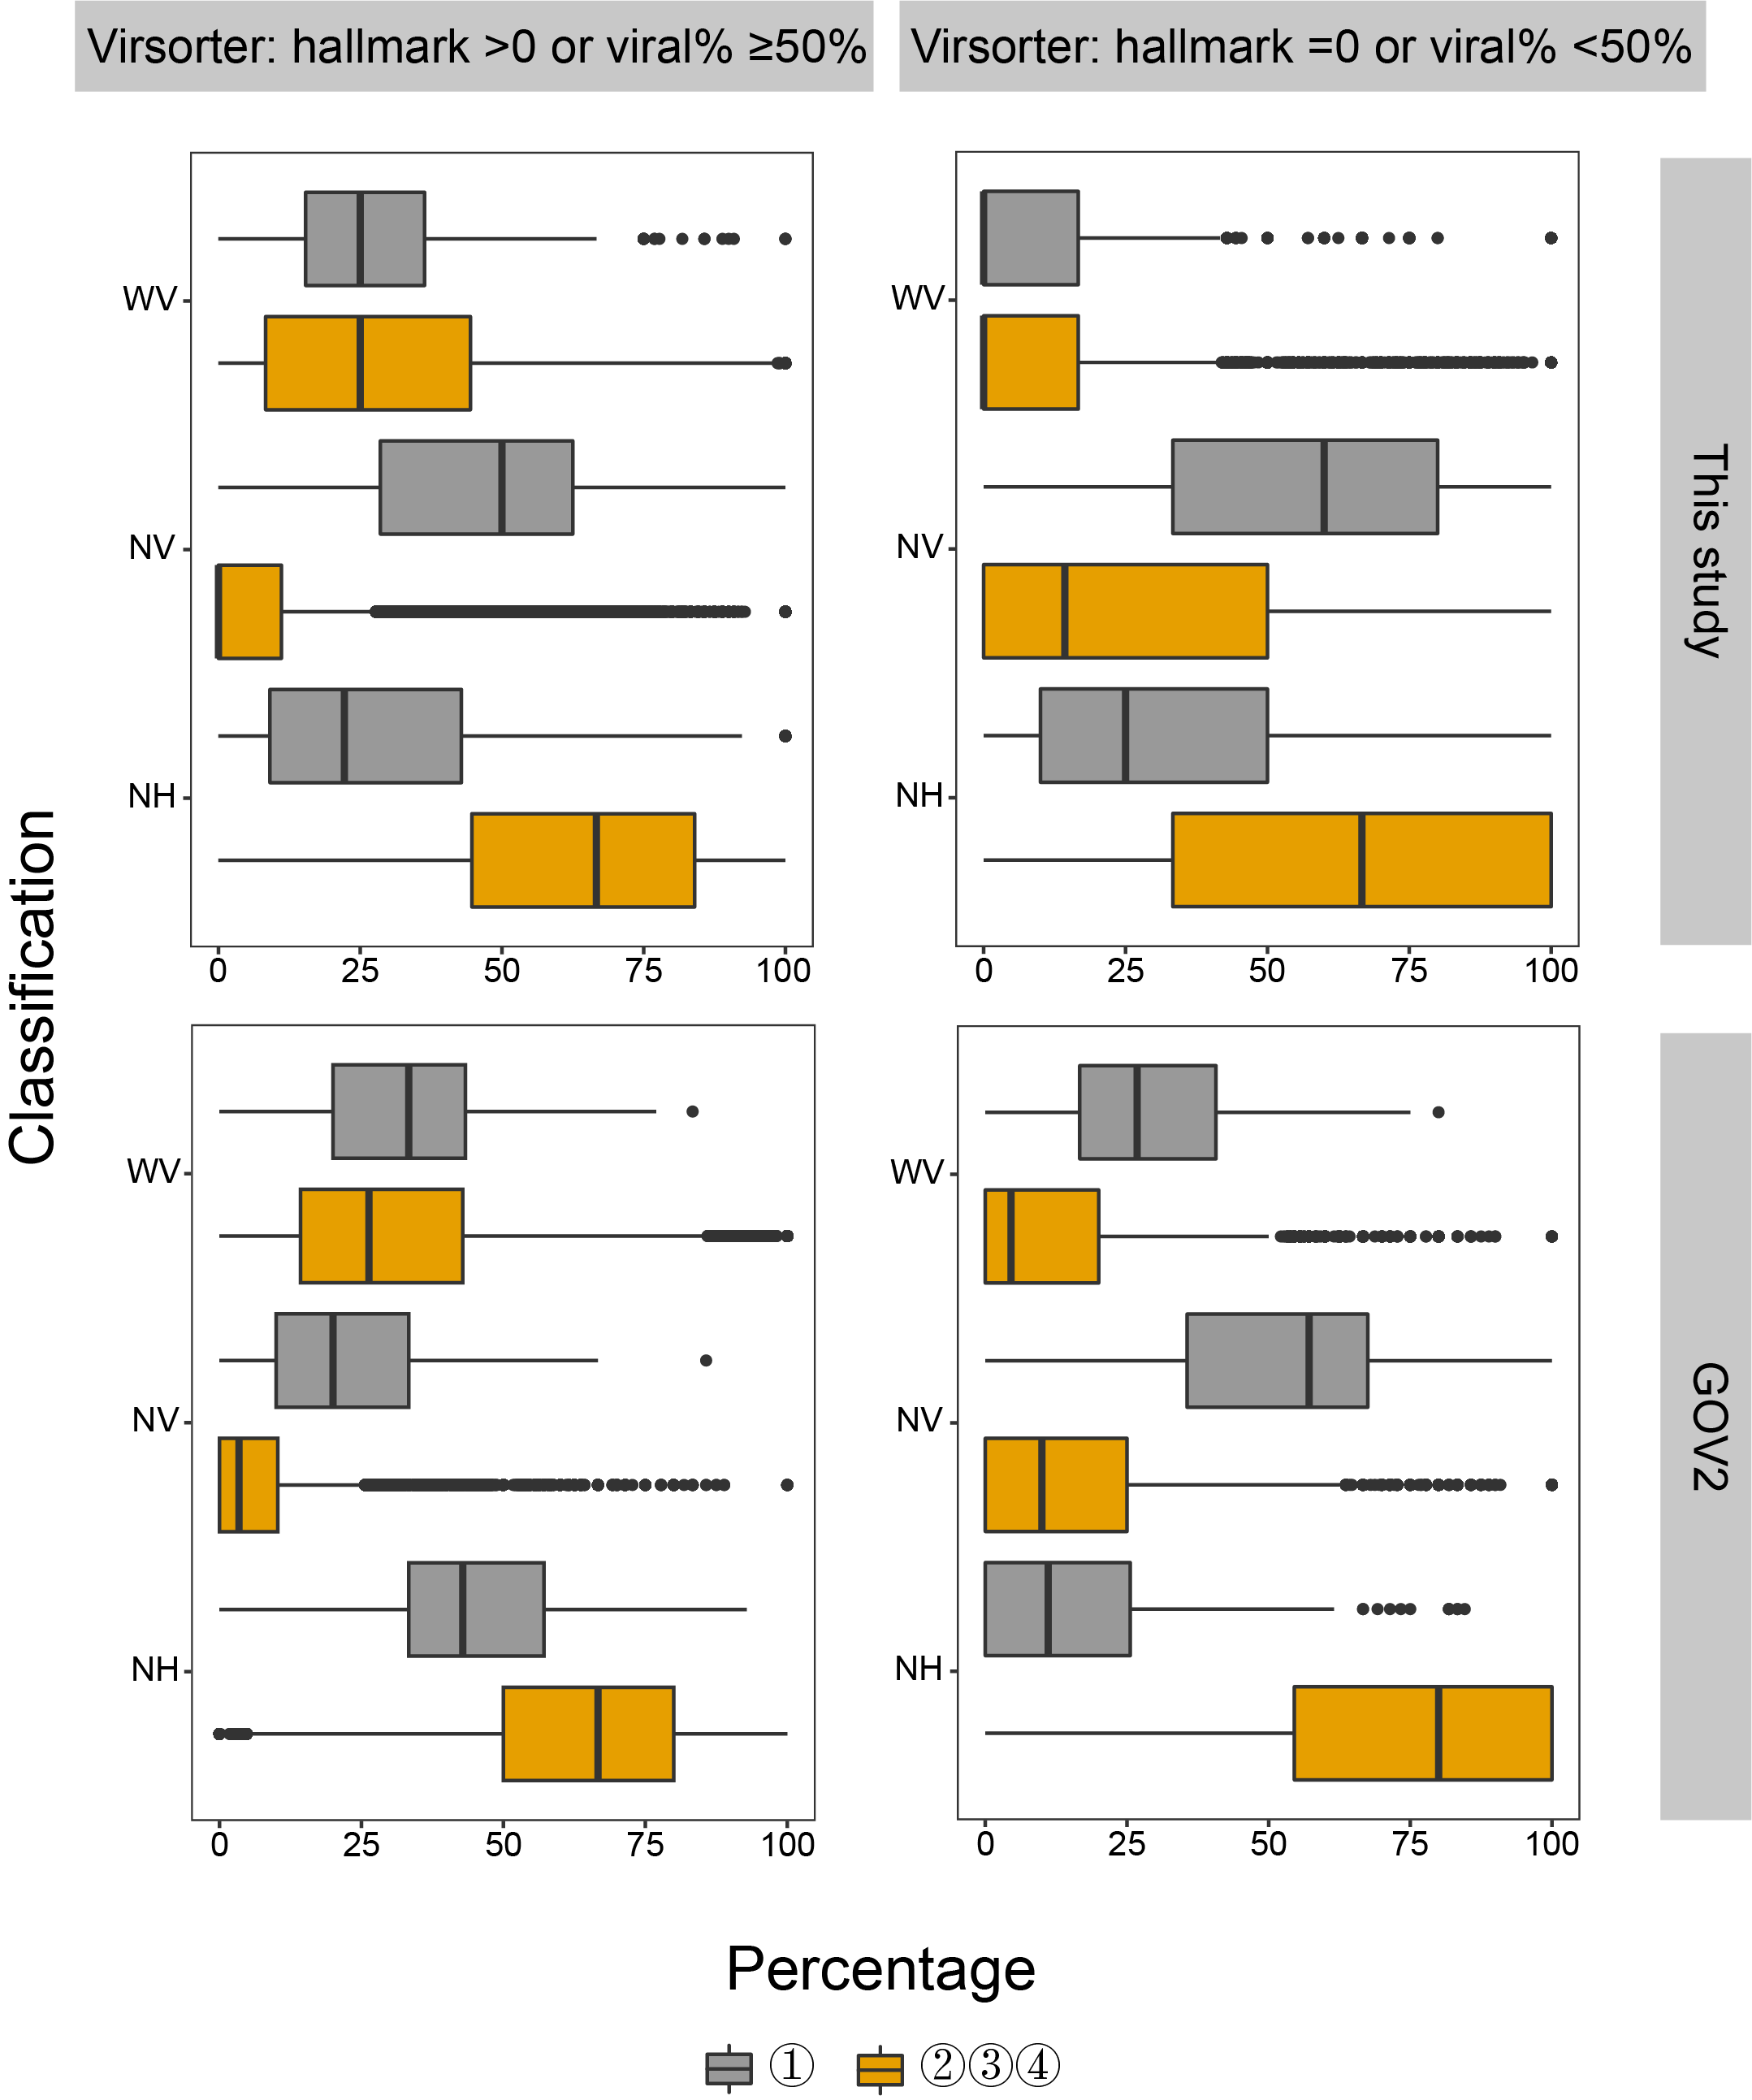 Virsorter: hallmark >0 or viral% ≥50%
Virsorter: hallmark =0 or viral% <50%
Classification
WV
NV
NH
0 25 50 75 100
WV
NV
NH
0 25 50 75 100
This study
WV
NV
NH
0 25 50 75 100
WV
NV
NH
0 25 50 75 100
GOV2
Percentage
① ②③④